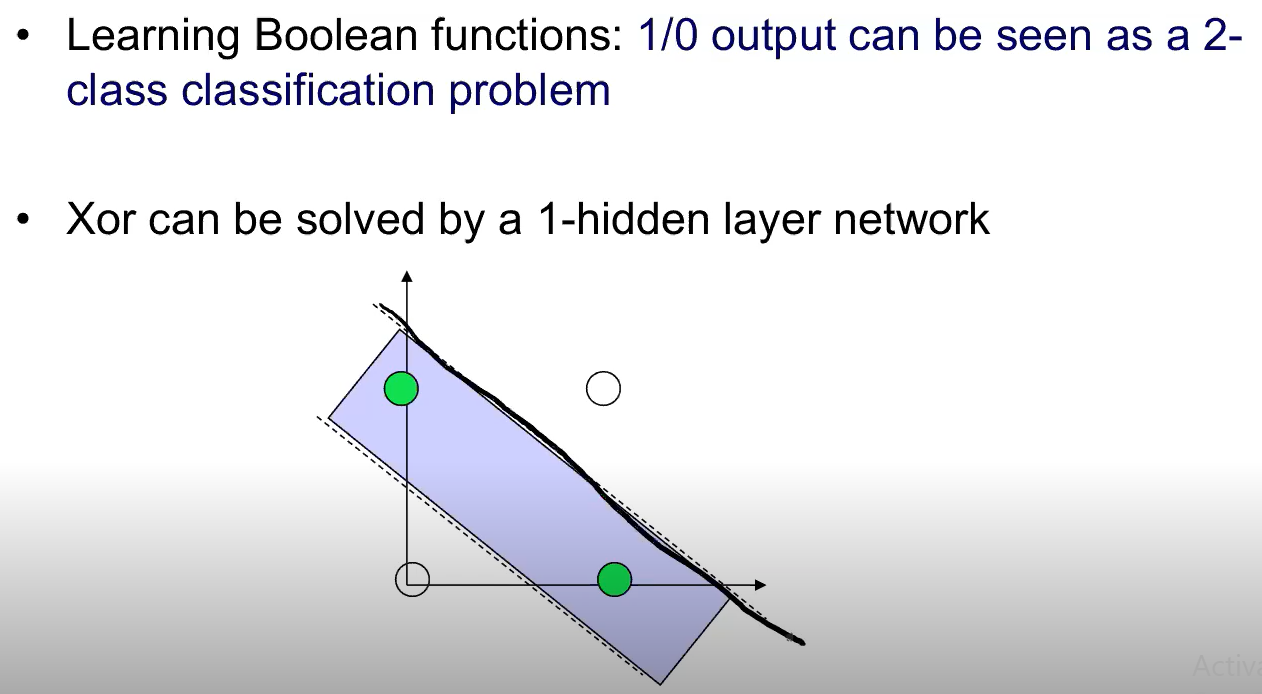 • Learning Boolean functions: 1/0 output can be seen as a 2-
class classification problem
• Xor can be solved by a 1-hidden layer network
Activa